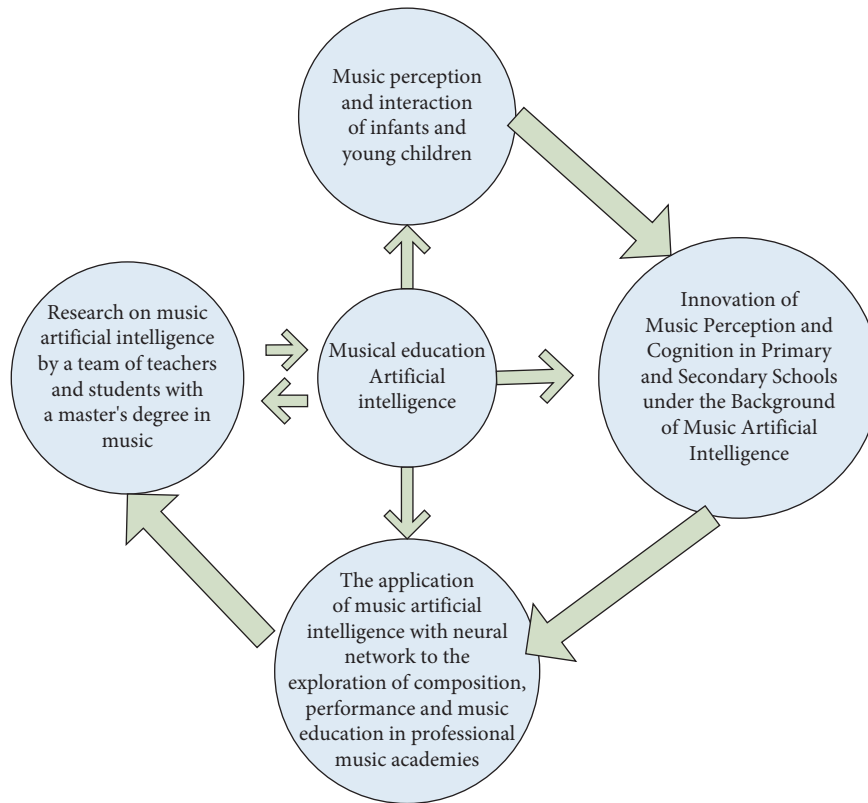 Music perception
and interaction
of infants and
young children
Research on music
artificial intelligence
by a team of teachers
and students with
a master's degree in
music
Musical education
Artificial
intelligence
Innovation of
Music Perception and
Cognition in Primary
and Secondary Schools
under the Background
of Music Artificial
Intelligence
The application
of music artificial
intelligence with neural
network to the
exploration of composition,
performance and music
education in professional
music academies